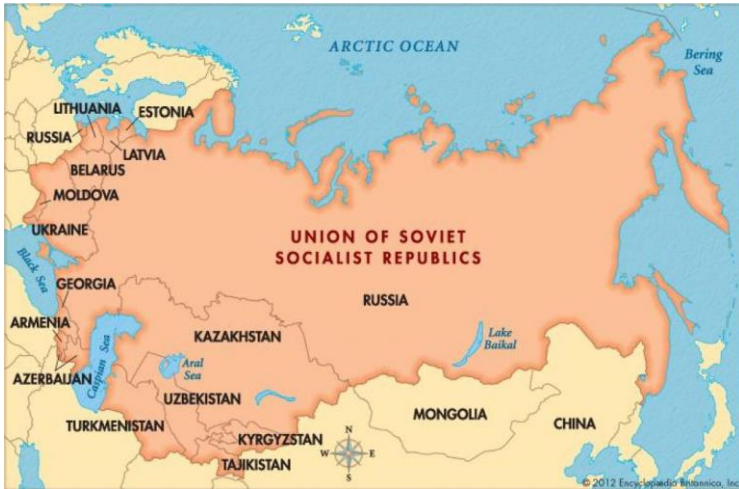 ARCTIC OCEAN
Bering
Sea
LITHUANIA
ESTONIA
RUSSIA
LATVIA
BELARUS
MOLDOVA
UKRAINE
Black Sea
UNION OF SOVIET
SOCIALIST REPUBLICS
GEORGIA
RUSSIA
ARMENIA
KAZAKHSTAN
Lake
Baikal
Caspian Sea
Aral
Sea
AZERBAIJAN
UZBEKISTAN
MONGOLIA
CHINA
TURKMENISTAN
KYRGYZSTAN
TAJIKISTAN
N
W
E
S
© 2012 Encyclopædia Britannica, Inc